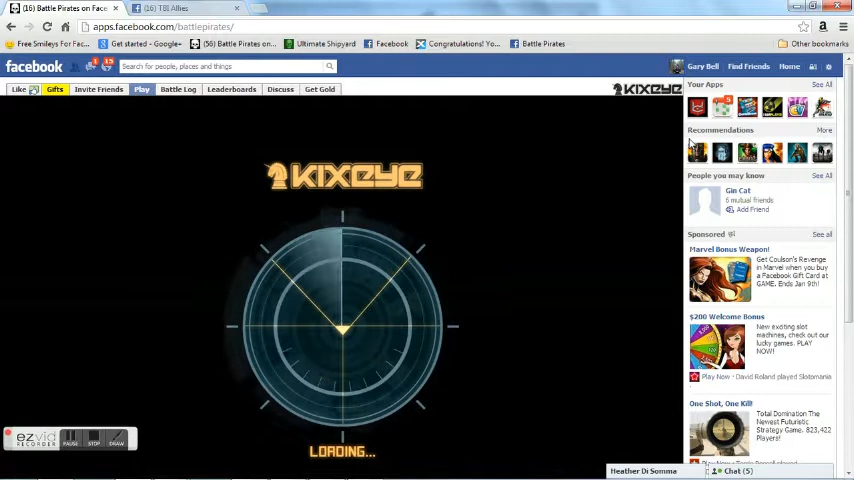 (16) Battle Pirates on Face
(16) TBI Allies
apps.facebook.com/battlepirates/
Free Smileys For Fac...
Get started - Google+
(56) Battle Pirates on...
Ultimate Shipyard
Facebook
Congratulations! Yo...
Battle Pirates
Other bookmarks
facebook
15
Search for people, places and things
Gary Bell
Find Friends
Home
Like
Gifts
Invite Friends
Play
Battle Log
Leaderboards
Discuss
Get Gold
KIXEYE
Your Apps
See All
Recommendations
More
People you may know
See All
Gin Cat
6 mutual friends
Add Friend
Sponsored
See all
Marvel Bonus Weapon!
Get Coulson's Revenge
in Marvel when you buy
a Facebook Gift Card at
GAME. Ends Jan 9th!
$200 Welcome Bonus
New exciting slot
machines, check out our
lucky games. PLAY
NOW!
Play Now · David Roland played Slotomania
One Shot, One Kill!
Total Domination The
Newest Futuristic
Strategy Game. 823,422
Players!
KIXEYE
LOADING...
ezvid
RECORDER
PAUSE
STOP
DRAW
Heather Di Somma
Chat (5)